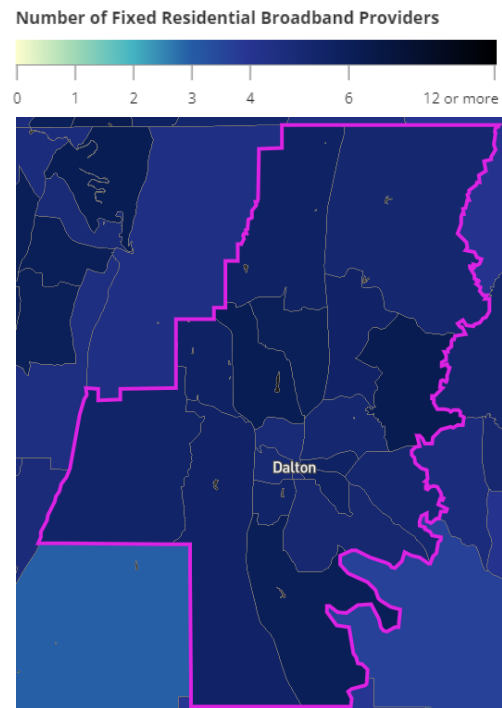 Number of Fixed Residential Broadband Providers
0 1 2 3 4 6 12 or more
Dalton